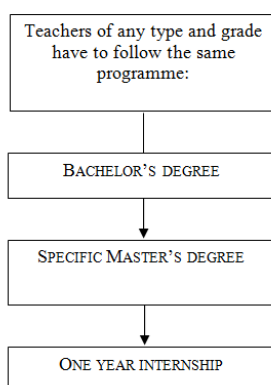 Teachers of any type and grade
have to follow the same
programme:
BACHELOR'S DEGREE
SPECIFIC MASTER'S DEGREE
ONE YEAR INTERNSHIP